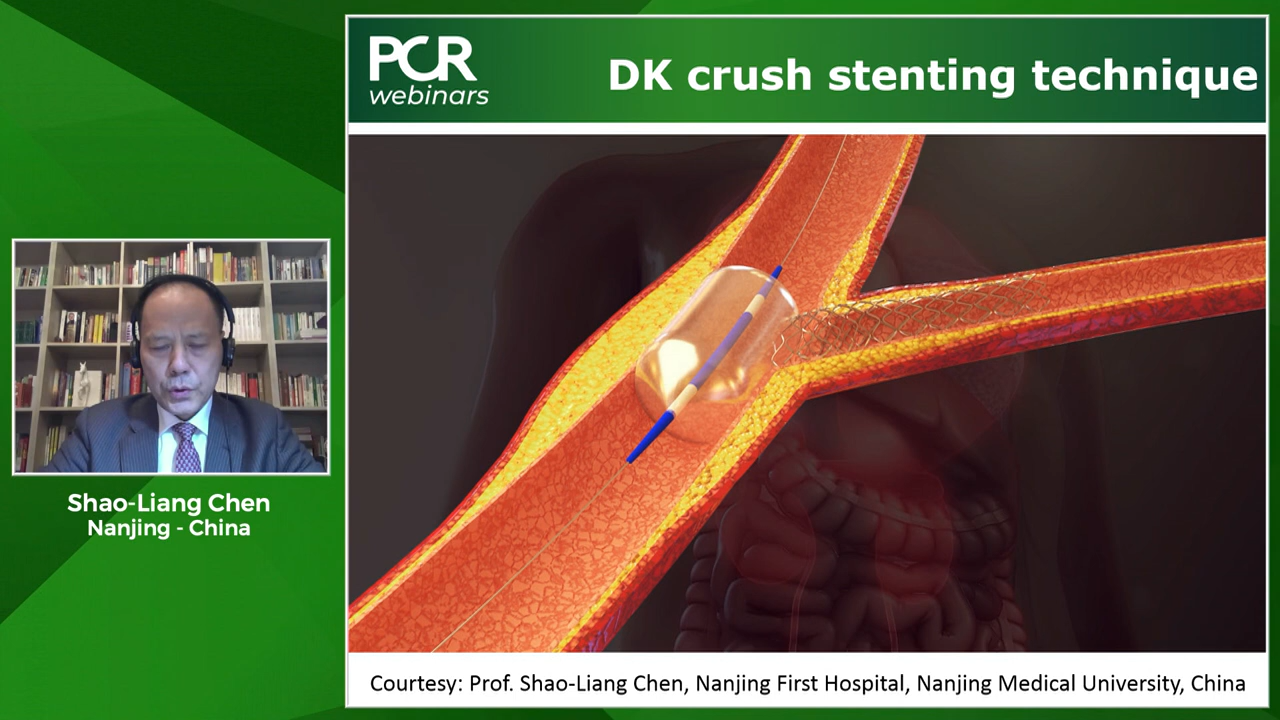 PCR
webinars
DK crush stenting technique
Shao-Liang Chen
Nanjing - China
Courtesy: Prof. Shao-Liang Chen, Nanjing First Hospital, Nanjing Medical University, China